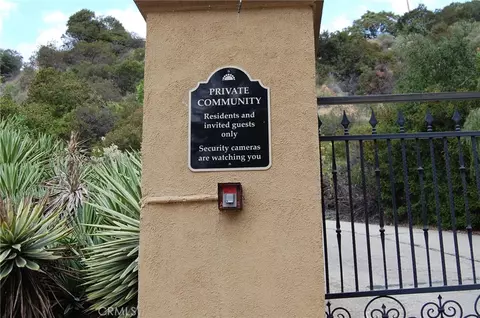 PRIVATE
COMMUNITY
Residents and
invited guests
only
Security cameras
are watching you
CRMLS